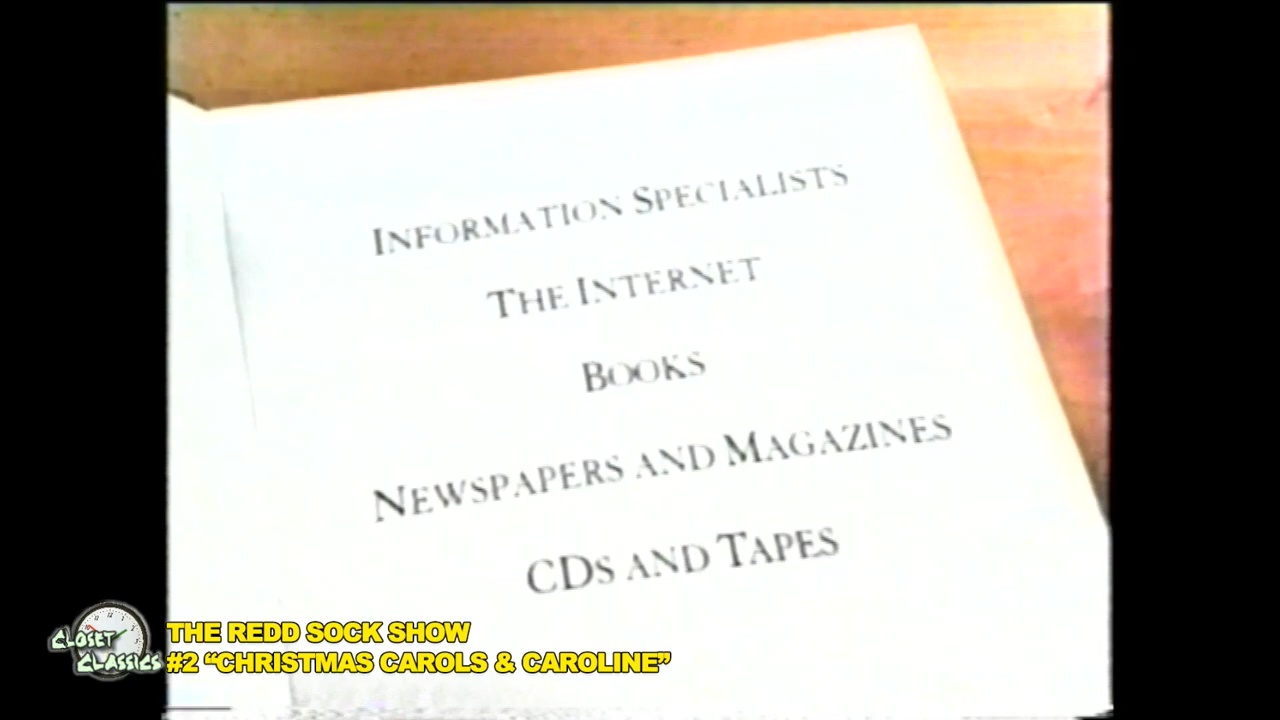 INFORMATION SPECIALISTS
THE INTERNET
BOOKS
NEWSPAPERS AND MAGAZINES
CDS AND TAPES
CLOSET
CLASSICS
THE REDD SOCK SHOW
#2 “CHRISTMAS CAROLS & CAROLINE”